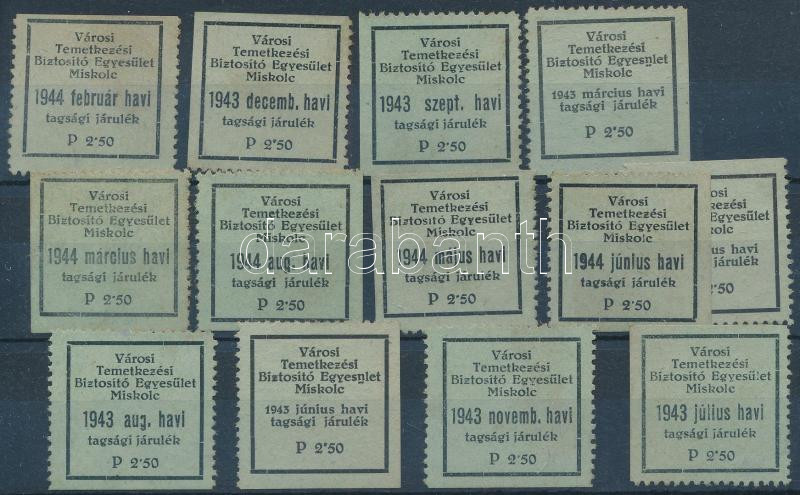 Városi
Temetkezési
Biztositó Egyesület
Miskolc
1944 február havi
tagsági járulék
P 2·50
Városi
Temetkezési
Biztositó Egyesület
Miskolc
1943 decemb. havi
tagsági járulék
P 2·50
Városi
Temetkezési
Biztositó Egyesület
Miskolc
1943 szept. havi
tagsági járulék
P 2·50
Városi
Temetkezési
Biztositó Egyesnlet
Miskolc
1943 március havi
tagsági járulék
P 2·50
Városi
Temetkezési
Biztositó Egyesület
Miskolc
1944 március havi
tagsági járulék
P 2·50
Városi
Temetkezési
Biztositó Egyesület
Miskolc
1944 aug. havi
tagsági járulék
P 2·50
Városi
Temetkezési
Biztositó Egyesület
Miskolc
1944 május havi
tagsági járulék
P 2·50
Városi
Temetkezési
Biztositó Egyesület
Miskolc
1944 június havi
tagsági járulék
P 2·50
havi
járulék
2·50
darabanth
Városi
Temetkezési
Biztositó Egyesület
Miskolc
1943 aug. havi
tagsági járulék
P 2·50
Városi
Temetkezési
Biztositó Egyesnlet
Miskolc
1943 június havi
tagsági járulék
P 2·50
Városi
Temetkezési
Biztositó Egyesület
Miskolc
1943 novemb. havi
tagsági járulék
P 2·50
Városi
Temetkezési
Biztositó Egyesület
Miskolc
1943 július havi
tagsági járulék
P 2·50